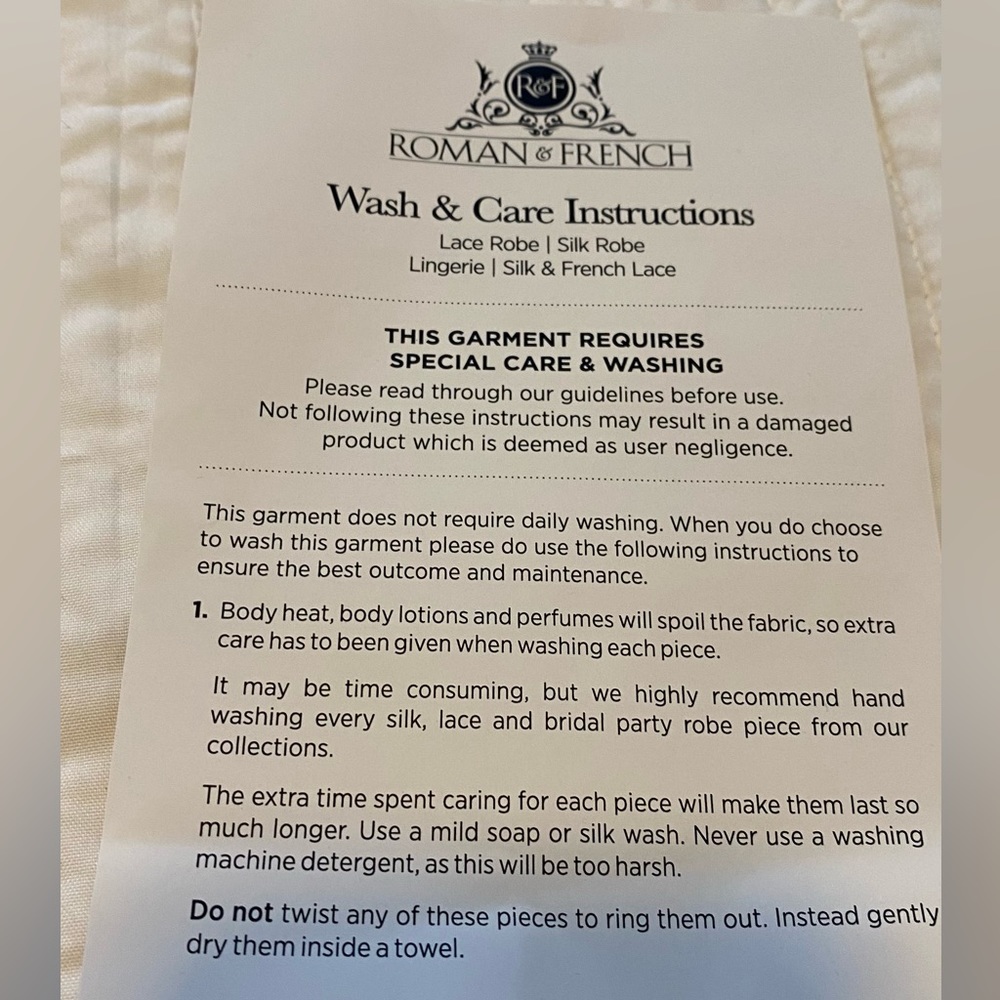 R&F
ROMAN & FRENCH
Wash & Care Instructions
Lace Robe | Silk Robe
Lingerie | Silk & French Lace
THIS GARMENT REQUIRES
SPECIAL CARE & WASHING
Please read through our guidelines before use.
Not following these instructions may result in a damaged
product which is deemed as user negligence.
This garment does not require daily washing. When you do choose
to wash this garment please do use the following instructions to
ensure the best outcome and maintenance.
1. Body heat, body lotions and perfumes will spoil the fabric, so extra
care has to been given when washing each piece.
It may be time consuming, but we highly recommend hand
washing every silk, lace and bridal party robe piece from our
collections.
The extra time spent caring for each piece will make them last so
much longer. Use a mild soap or silk wash. Never use a washing
machine detergent, as this will be too harsh.
Do not twist any of these pieces to ring them out. Instead gently
dry them inside a towel.